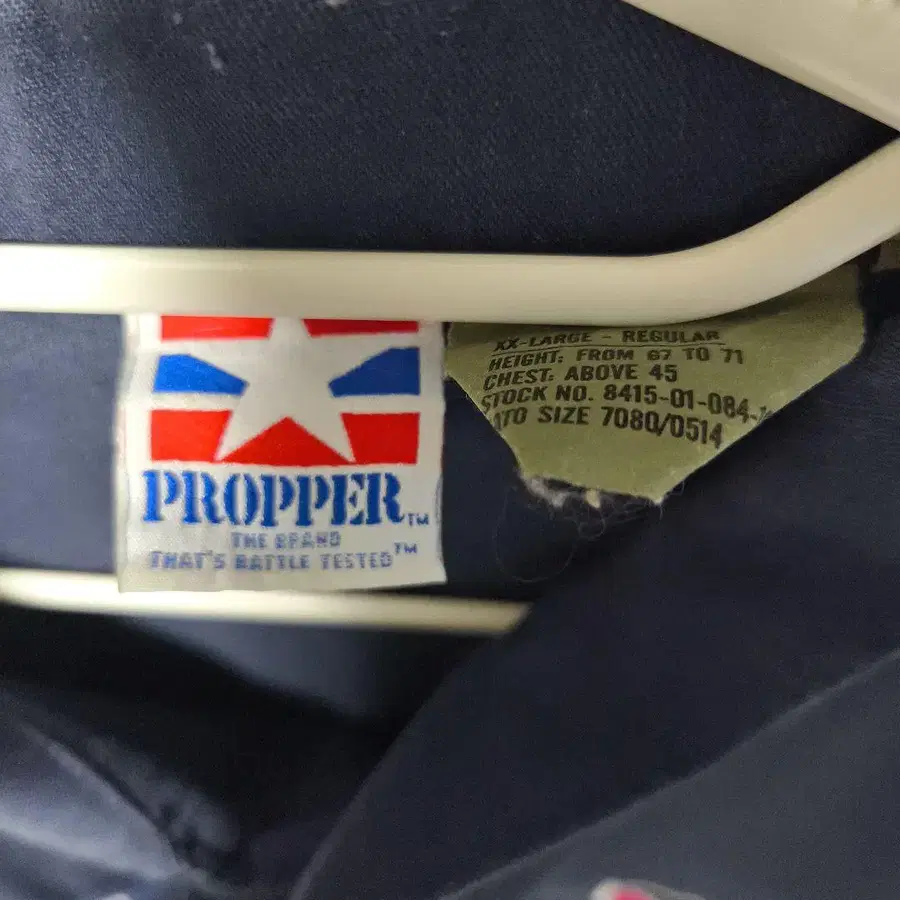 PROPPER™
THE BRAND
THAT'S BATTLE TESTED™
XX-LARGE - REGULAR
HEIGHT: FROM 67 TO 71
CHEST: ABOVE 45
STOCK NO. 8415-01-084-
ATO SIZE 7080/0514